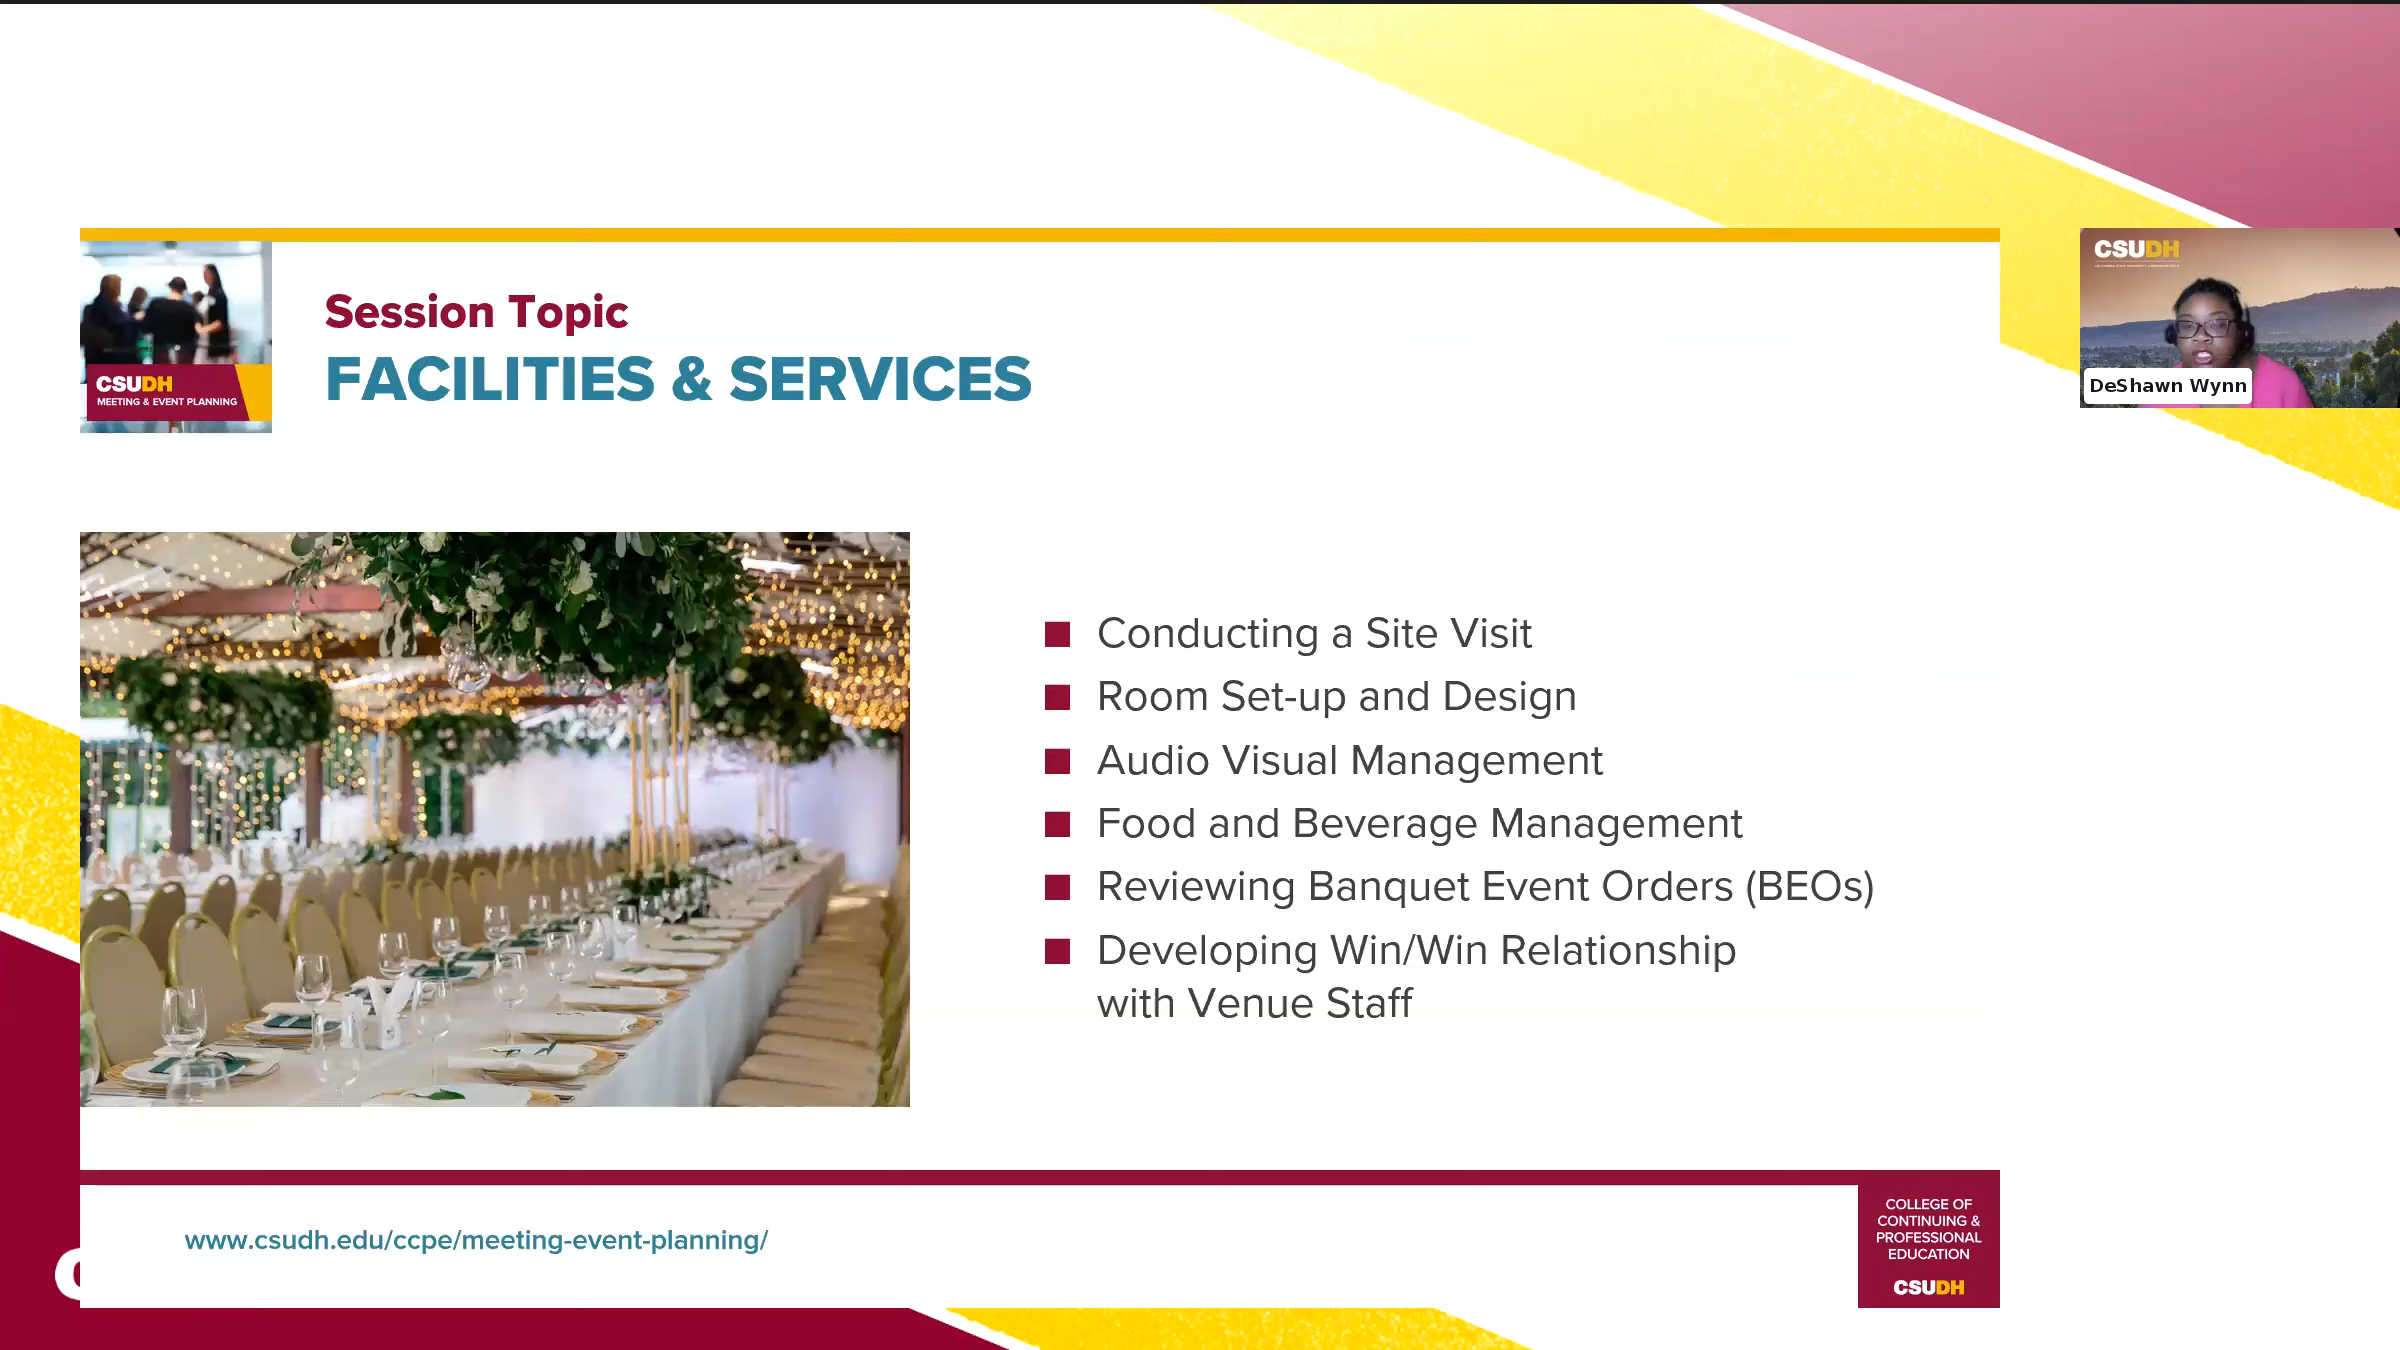 CSUDH
MEETING & EVENT PLANNING
Session Topic
FACILITIES & SERVICES
CSUDH
DeShawn Wynn
■ Conducting a Site Visit
■ Room Set-up and Design
■ Audio Visual Management
■ Food and Beverage Management
■ Reviewing Banquet Event Orders (BEOs)
■ Developing Win/Win Relationship
with Venue Staff
www.csudh.edu/ccpe/meeting-event-planning/
COLLEGE OF
CONTINUING &
PROFESSIONAL
EDUCATION
CSUDH